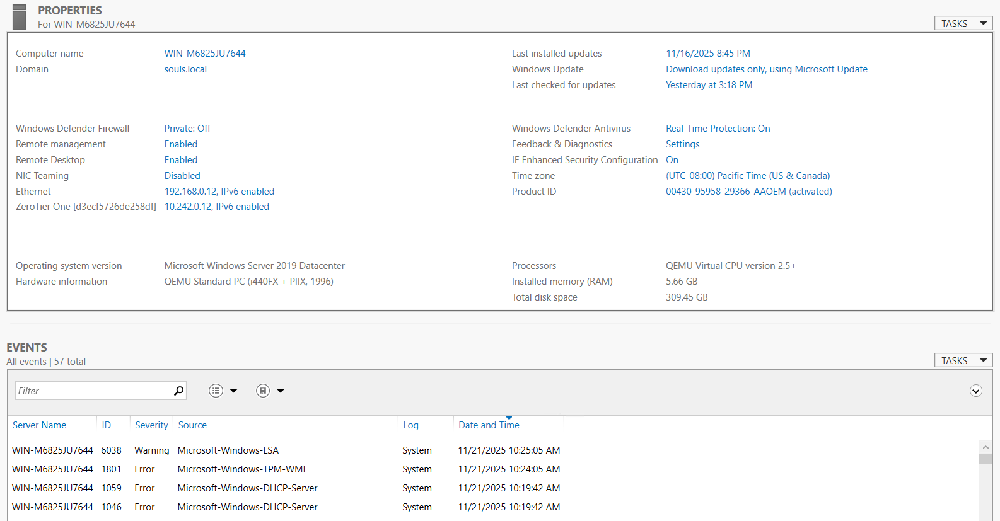 PROPERTIES
For WIN-M6825JU7644
TASKS
Computer name WIN-M6825JU7644
Domain souls.local
Last installed updates 11/16/2025 8:45 PM
Windows Update Download updates only, using Microsoft Update
Last checked for updates Yesterday at 3:18 PM
Windows Defender Firewall Private: Off
Remote management Enabled
Remote Desktop Enabled
NIC Teaming Disabled
Ethernet 192.168.0.12, IPv6 enabled
ZeroTier One [d3ecf5726de258df] 10.242.0.12, IPv6 enabled
Windows Defender Antivirus Real-Time Protection: On
Feedback & Diagnostics Settings
IE Enhanced Security Configuration On
Time zone (UTC-08:00) Pacific Time (US & Canada)
Product ID 00430-95958-29366-AAOEM (activated)
Operating system version Microsoft Windows Server 2019 Datacenter
Hardware information QEMU Standard PC (i440FX + PIIX, 1996)
Processors QEMU Virtual CPU version 2.5+
Installed memory (RAM) 5.66 GB
Total disk space 309.45 GB
EVENTS
All events | 57 total
TASKS
Filter
Server Name ID Severity Source Log Date and Time
WIN-M6825JU7644 6038 Warning Microsoft-Windows-LSA System 11/21/2025 10:25:05 AM
WIN-M6825JU7644 1801 Error Microsoft-Windows-TPM-WMI System 11/21/2025 10:24:05 AM
WIN-M6825JU7644 1059 Error Microsoft-Windows-DHCP-Server System 11/21/2025 10:19:42 AM
WIN-M6825JU7644 1046 Error Microsoft-Windows-DHCP-Server System 11/21/2025 10:19:42 AM